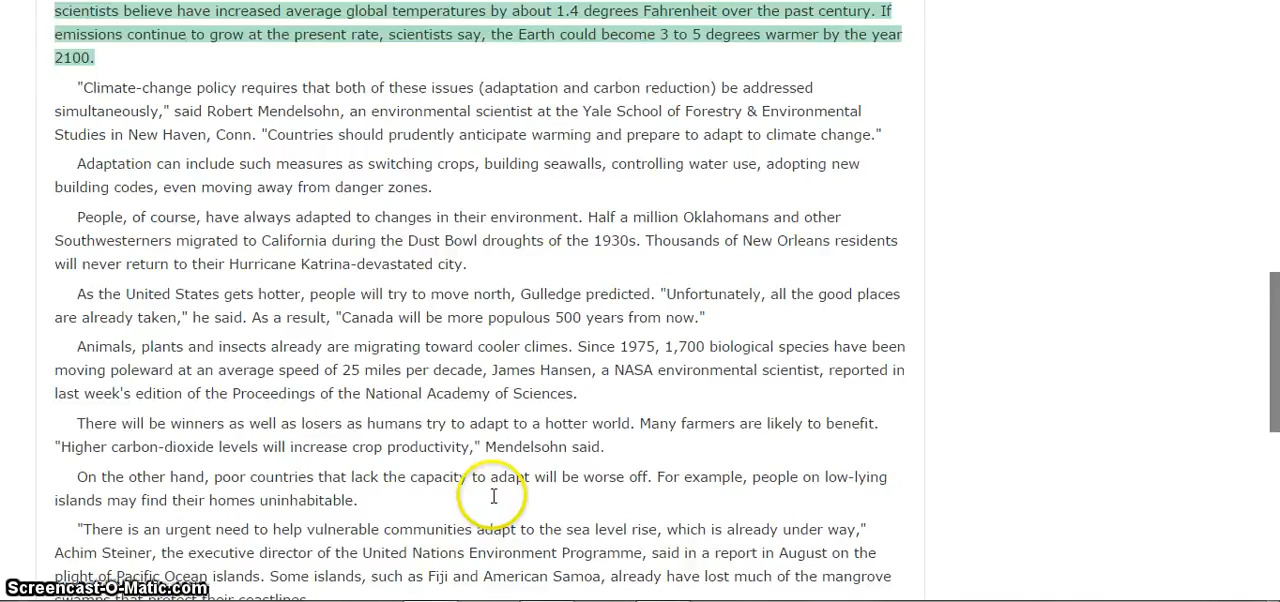 scientists believe have increased average global temperatures by about 1.4 degrees Fahrenheit over the past century. If
emissions continue to grow at the present rate, scientists say, the Earth could become 3 to 5 degrees warmer by the year
2100.
"Climate-change policy requires that both of these issues (adaptation and carbon reduction) be addressed
simultaneously," said Robert Mendelsohn, an environmental scientist at the Yale School of Forestry & Environmental
Studies in New Haven, Conn. "Countries should prudently anticipate warming and prepare to adapt to climate change."
Adaptation can include such measures as switching crops, building seawalls, controlling water use, adopting new
building codes, even moving away from danger zones.
People, of course, have always adapted to changes in their environment. Half a million Oklahomans and other
Southwesterners migrated to California during the Dust Bowl droughts of the 1930s. Thousands of New Orleans residents
will never return to their Hurricane Katrina-devastated city.
As the United States gets hotter, people will try to move north, Gulledge predicted. "Unfortunately, all the good places
are already taken," he said. As a result, "Canada will be more populous 500 years from now."
Animals, plants and insects already are migrating toward cooler climes. Since 1975, 1,700 biological species have been
moving poleward at an average speed of 25 miles per decade, James Hansen, a NASA environmental scientist, reported in
last week's edition of the Proceedings of the National Academy of Sciences.
There will be winners as well as losers as humans try to adapt to a hotter world. Many farmers are likely to benefit.
"Higher carbon-dioxide levels will increase crop productivity," Mendelsohn said.
On the other hand, poor countries that lack the capacity to adapt will be worse off. For example, people on low-lying
islands may find their homes uninhabitable.
"There is an urgent need to help vulnerable communities adapt to the sea level rise, which is already under way,"
Achim Steiner, the executive director of the United Nations Environment Programme, said in a report in August on the
plight of Pacific Ocean islands. Some islands, such as Fiji and American Samoa, already have lost much of the mangrove
swamps that protect their coastlines.
Screencast-O-Matic.com